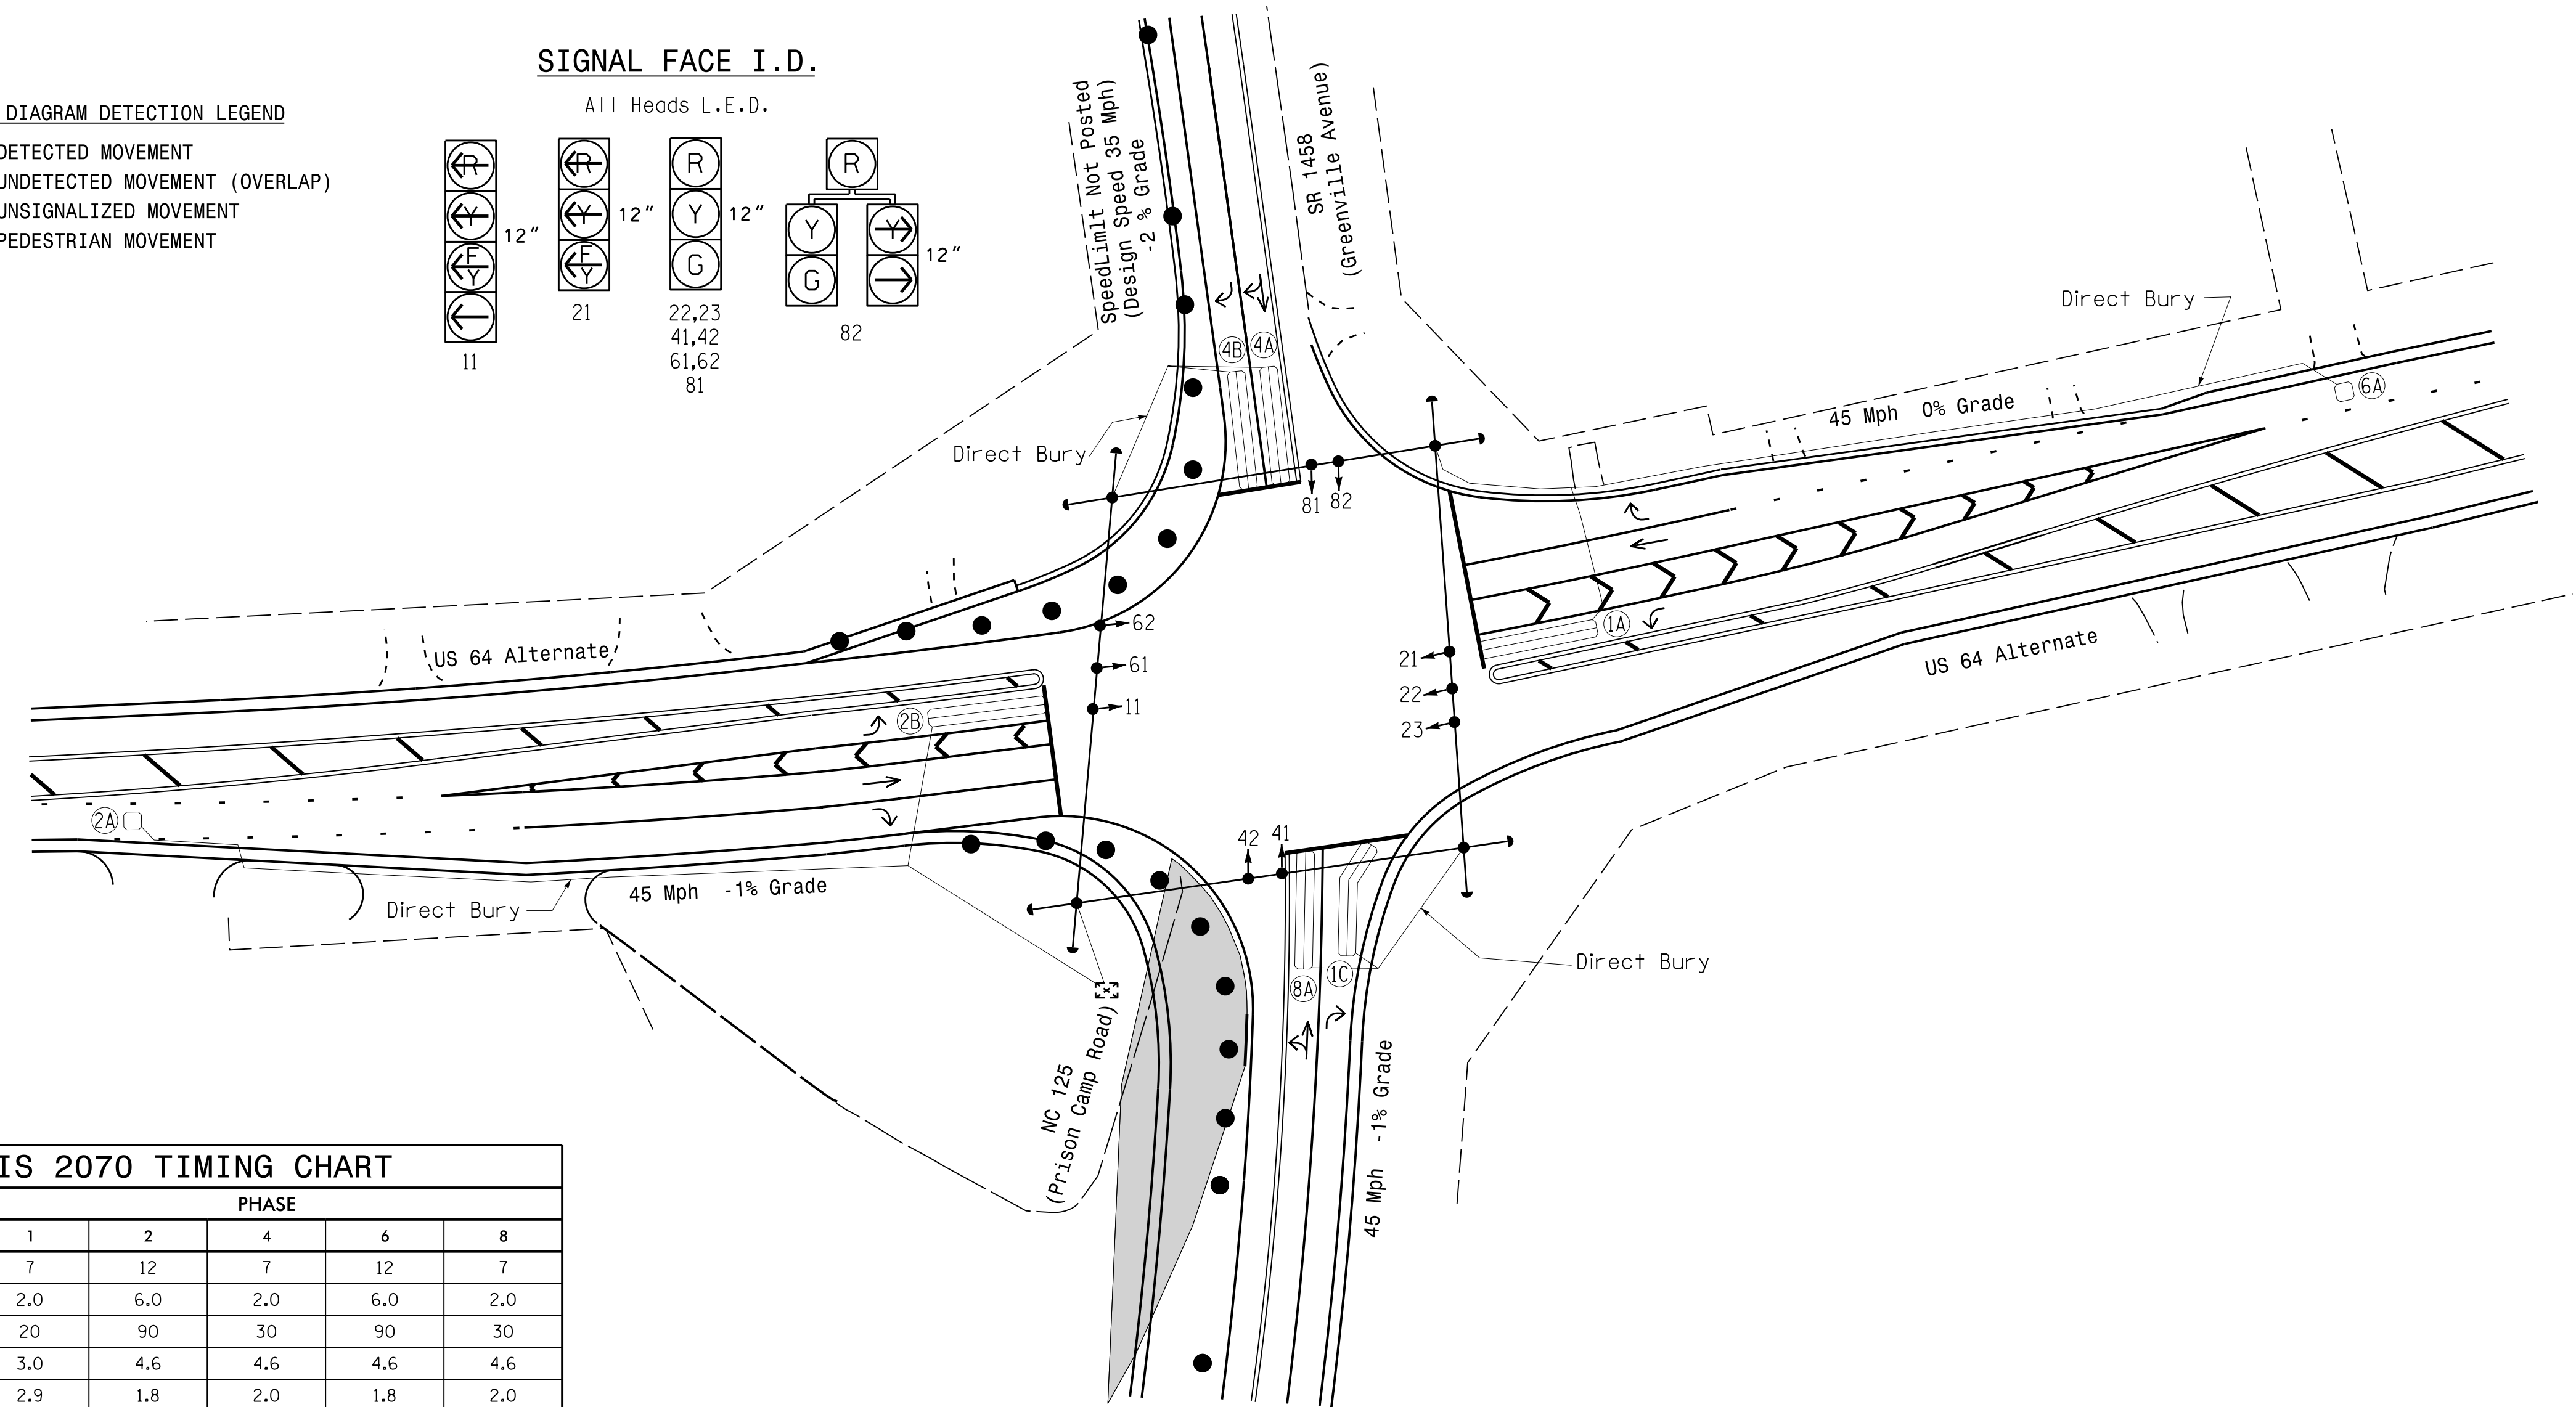 SIGNAL FACE I.D.
All Heads L.E.D.
DIAGRAM DETECTION LEGEND
DETECTED MOVEMENT
UNDETECTED MOVEMENT (OVERLAP)
UNSIGNALIZED MOVEMENT
PEDESTRIAN MOVEMENT
R
Y
F
Y
12"
11
R
Y
F
Y
12"
21
R
Y
G
12"
22,23
41,42
61,62
81
R
Y
Y
G
12"
82
SpeedLimit Not Posted
(Design Speed 35 Mph)
-2 % Grade
SR 1458
(Greenville Avenue)
4B
4A
Direct Bury
Direct Bury
6A
45 Mph 0% Grade
81
82
62
61
11
1A
21
22
23
US 64 Alternate
US 64 Alternate
2B
2A
Direct Bury
45 Mph -1% Grade
42
41
8A
1C
Direct Bury
NC 125
(Prison Camp Road)
45 Mph -1% Grade
IS 2070 TIMING CHART
PHASE
1 2 4 6 8
7 12 7 12 7
2.0 6.0 2.0 6.0 2.0
20 90 30 90 30
3.0 4.6 4.6 4.6 4.6
2.9 1.8 2.0 1.8 2.0